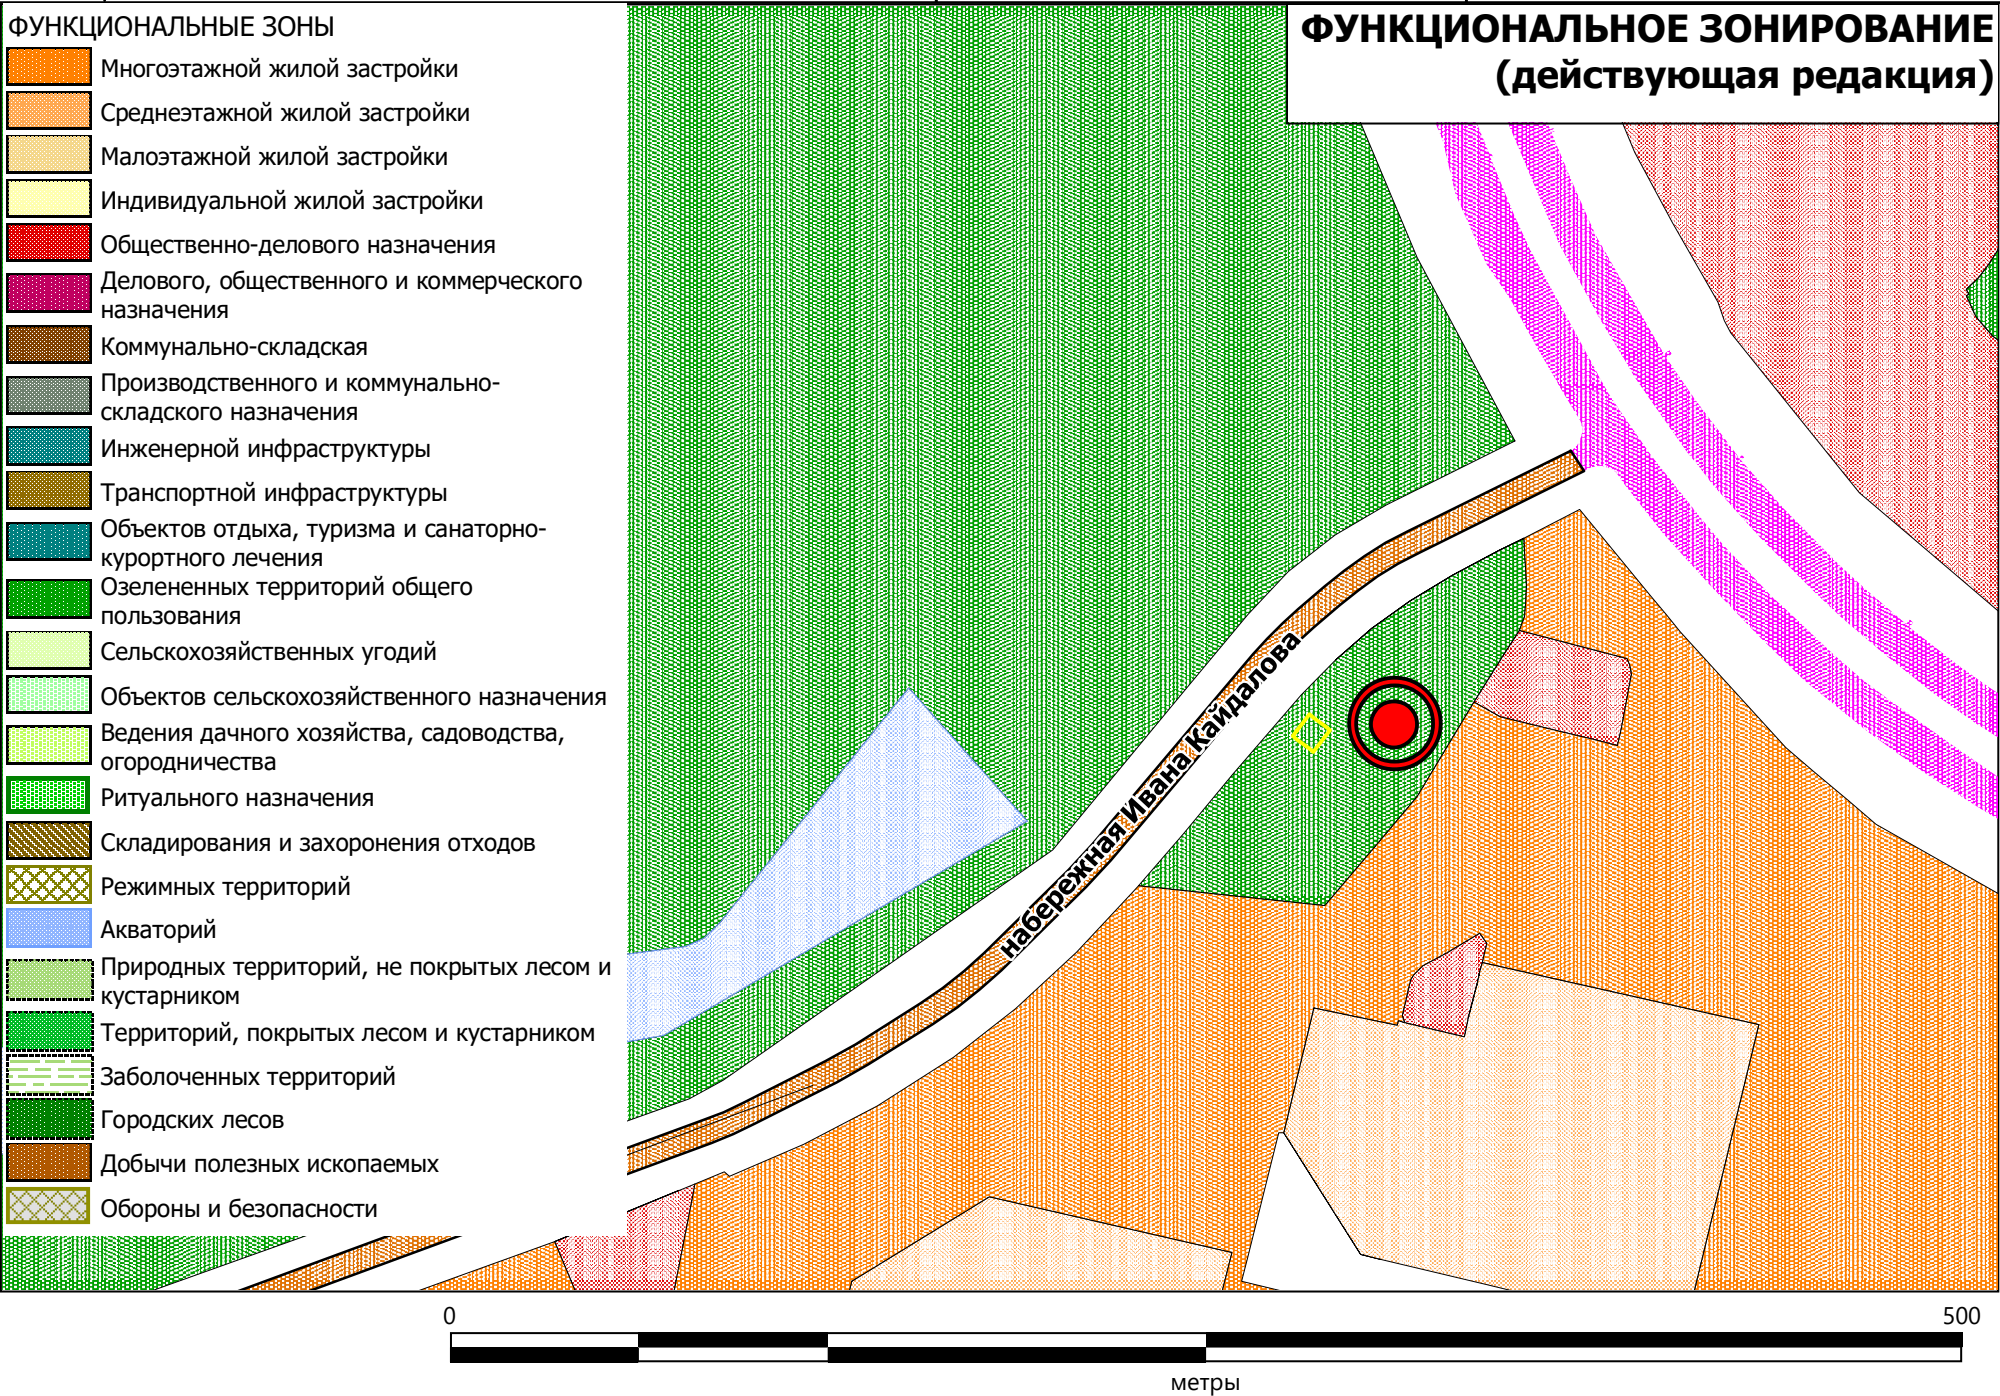 ФУНКЦИОНАЛЬНЫЕ ЗОНЫ
Многоэтажной жилой застройки
Среднеэтажной жилой застройки
Малоэтажной жилой застройки
Индивидуальной жилой застройки
Общественно-делового назначения
Делового, общественного и коммерческого
назначения
Коммунально-складская
Производственного и коммунально-
складского назначения
Инженерной инфраструктуры
Транспортной инфраструктуры
Объектов отдыха, туризма и санаторно-
курортного лечения
Озелененных территорий общего
пользования
Сельскохозяйственных угодий
Объектов сельскохозяйственного назначения
Ведения дачного хозяйства, садоводства,
огородничества
Ритуального назначения
Складирования и захоронения отходов
Режимных территорий
Акваторий
Природных территорий, не покрытых лесом и
кустарником
Территорий, покрытых лесом и кустарником
Заболоченных территорий
Городских лесов
Добычи полезных ископаемых
Обороны и безопасности
ФУНКЦИОНАЛЬНОЕ ЗОНИРОВАНИЕ
(действующая редакция)
набережная Ивана Кайдалова
0
500
метры